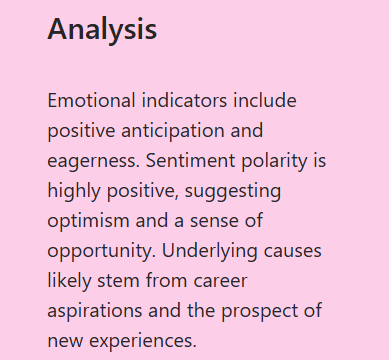 Analysis
Emotional indicators include
positive anticipation and
eagerness. Sentiment polarity is
highly positive, suggesting
optimism and a sense of
opportunity. Underlying causes
likely stem from career
aspirations and the prospect of
new experiences.